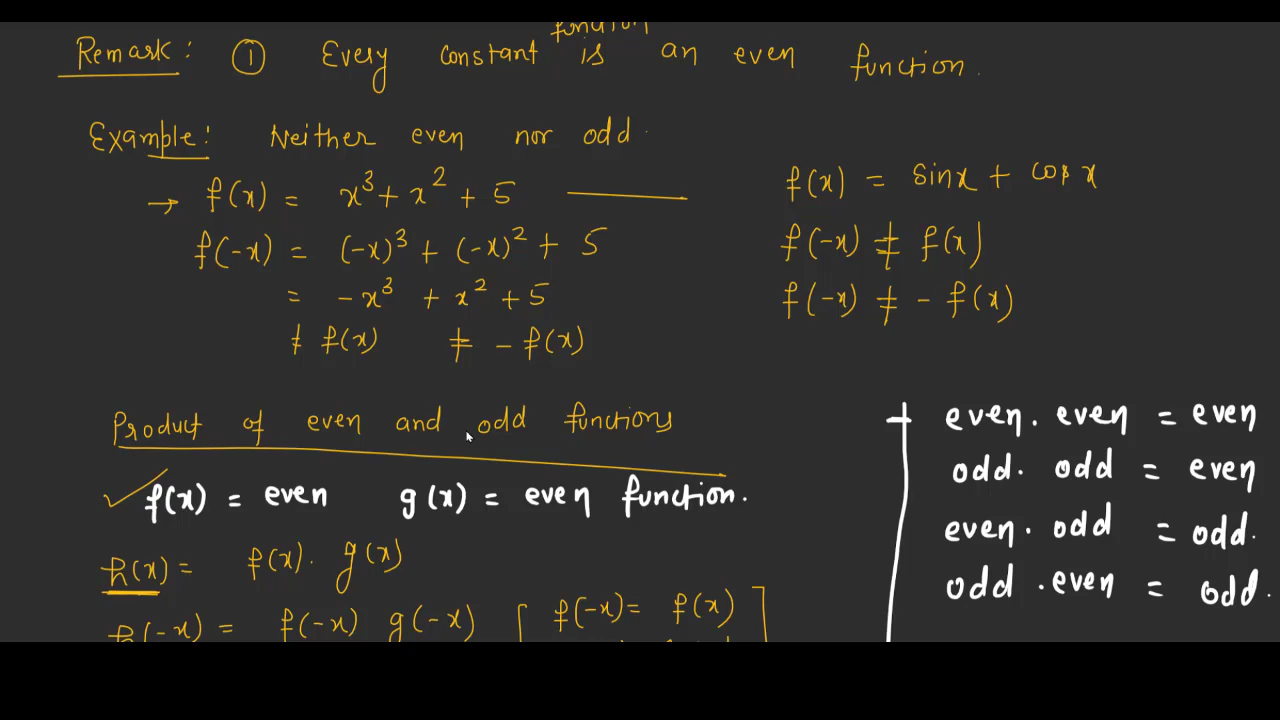 Remark: ① Every constant function is an even function.
Example: Neither even nor odd.
→ f(x) = x³ + x² + 5
f(-x) = (-x)³ + (-x)² + 5
= -x³ + x² + 5
≠ f(x) ≠ - f(x)
f(x) = sinx + cosx
f(-x) ≠ f(x)
f(-x) ≠ - f(x)
Product of even and odd functions
✓ f(x) = even g(x) = even function.
h(x) = f(x). g(x)
h(-x) = f(-x) g(-x) [ f(-x) = f(x) ]
even. even = even
odd. odd = even
even. odd = odd.
odd .even = odd.